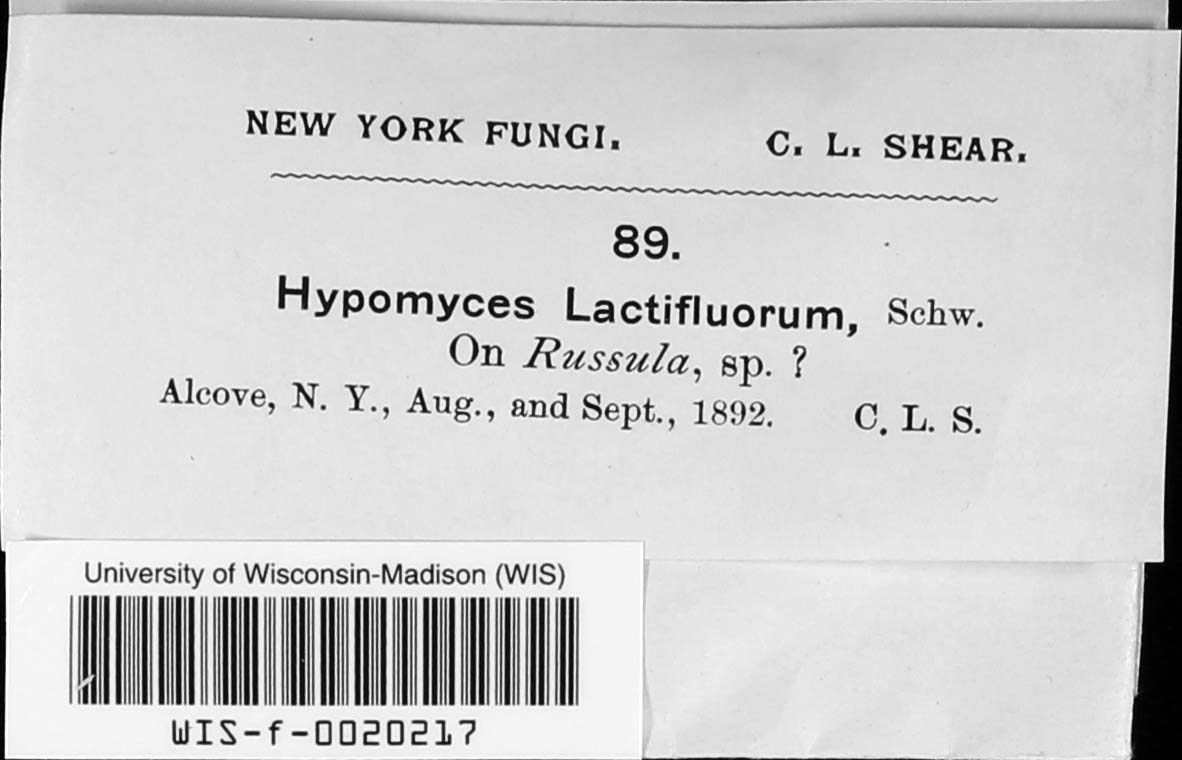 NEW YORK FUNGI. C. L. SHEAR.
89.
Hypomyces Lactifluorum, Schw.
On Russula, sp. ?
Alcove, N. Y., Aug., and Sept., 1892. C. L. S.
University of Wisconsin-Madison (WIS)
WIS-f-0020217